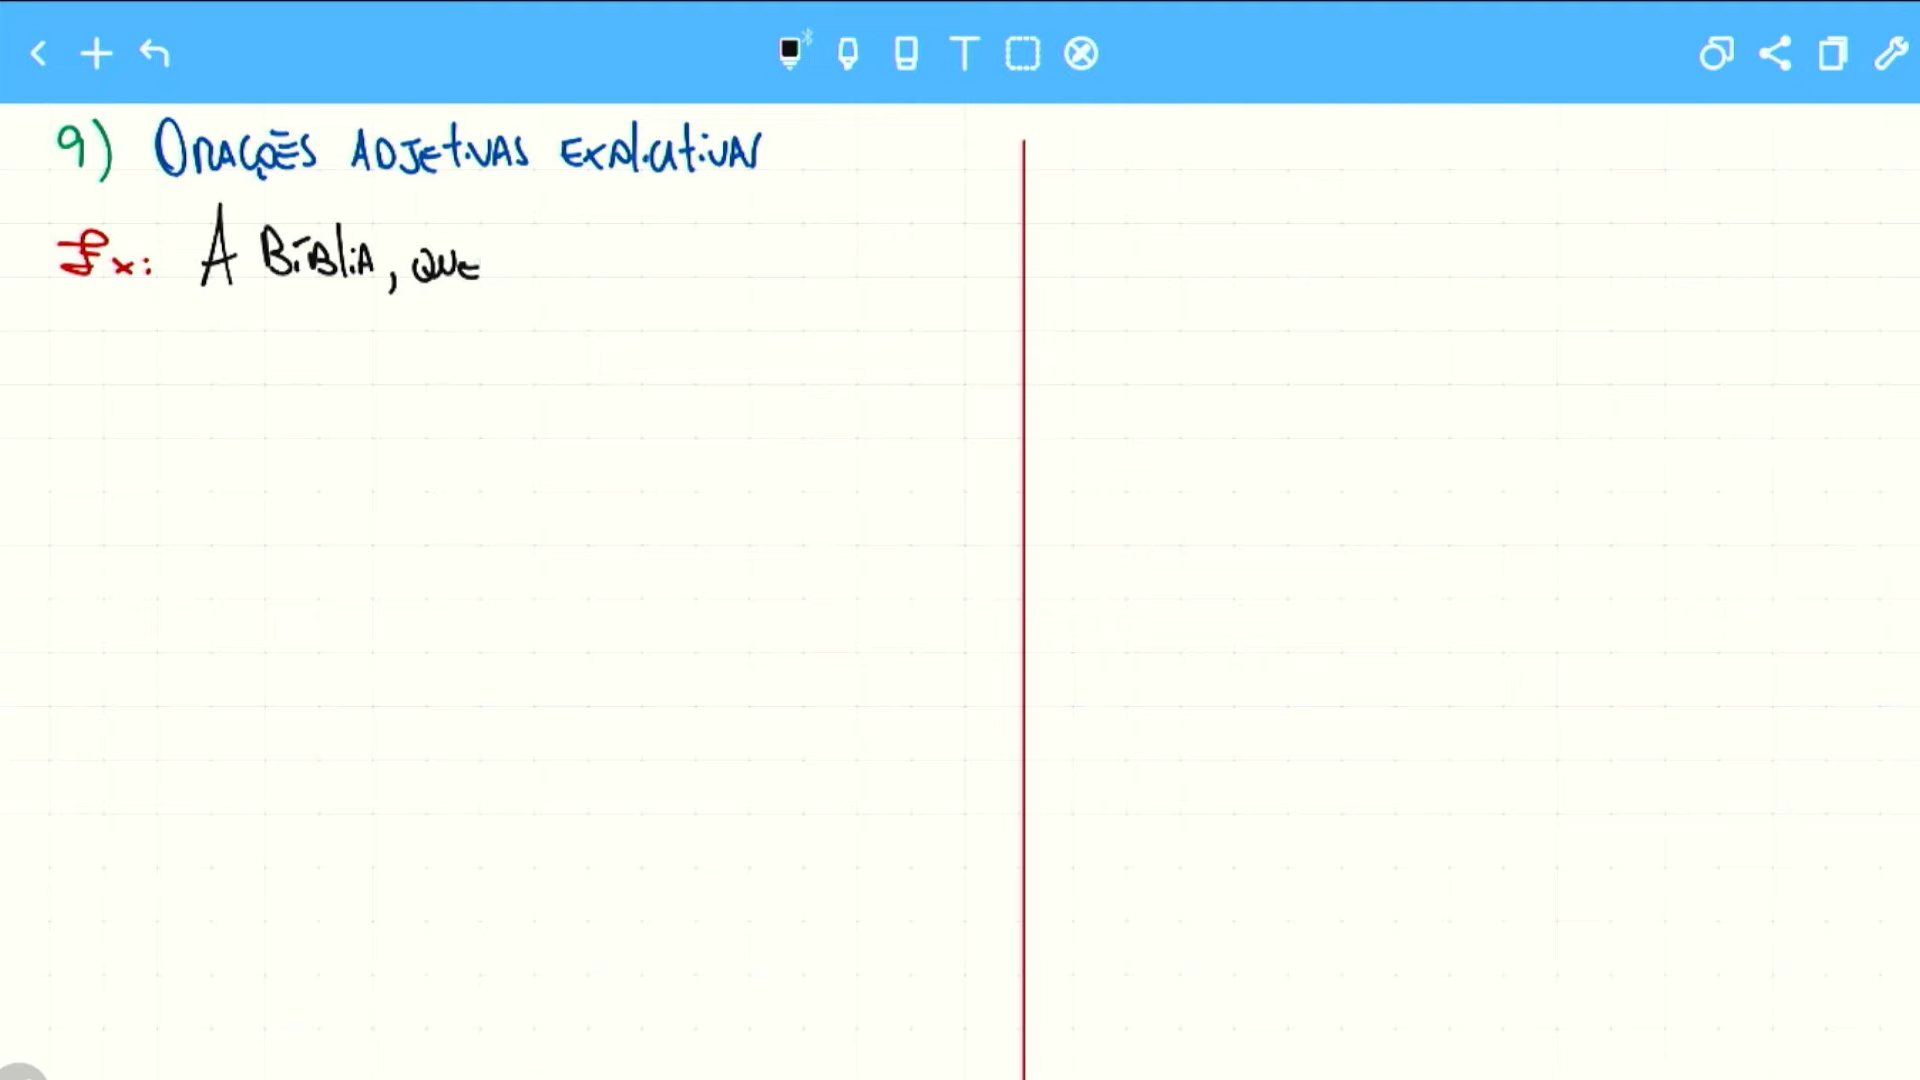 9) Orações Adjetivas Explicativas
Ex: A Bíblia, que